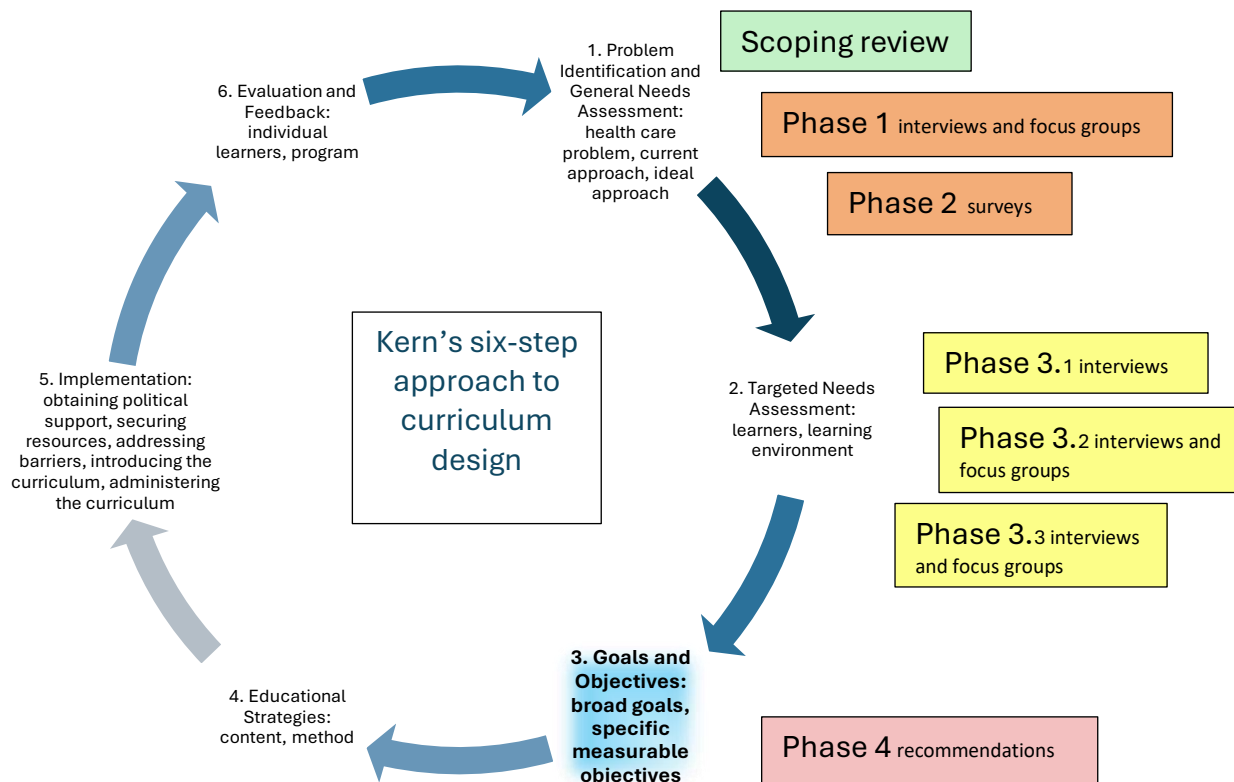 1. Problem
Identification and
General Needs
Assessment:
health care
problem, current
approach, ideal
approach
Scoping review
Phase 1 interviews and focus groups
Phase 2 surveys
6. Evaluation and
Feedback:
individual
learners, program
Kern’s six-step
approach to
curriculum
design
2. Targeted Needs
Assessment:
learners, learning
environment
Phase 3.1 interviews
Phase 3.2 interviews and
focus groups
Phase 3.3 interviews
and focus groups
5. Implementation:
obtaining political
support, securing
resources, addressing
barriers, introducing the
curriculum, administering
the curriculum
3. Goals and
Objectives:
broad goals,
specific
measurable
objectives
4. Educational
Strategies:
content, method
Phase 4 recommendations